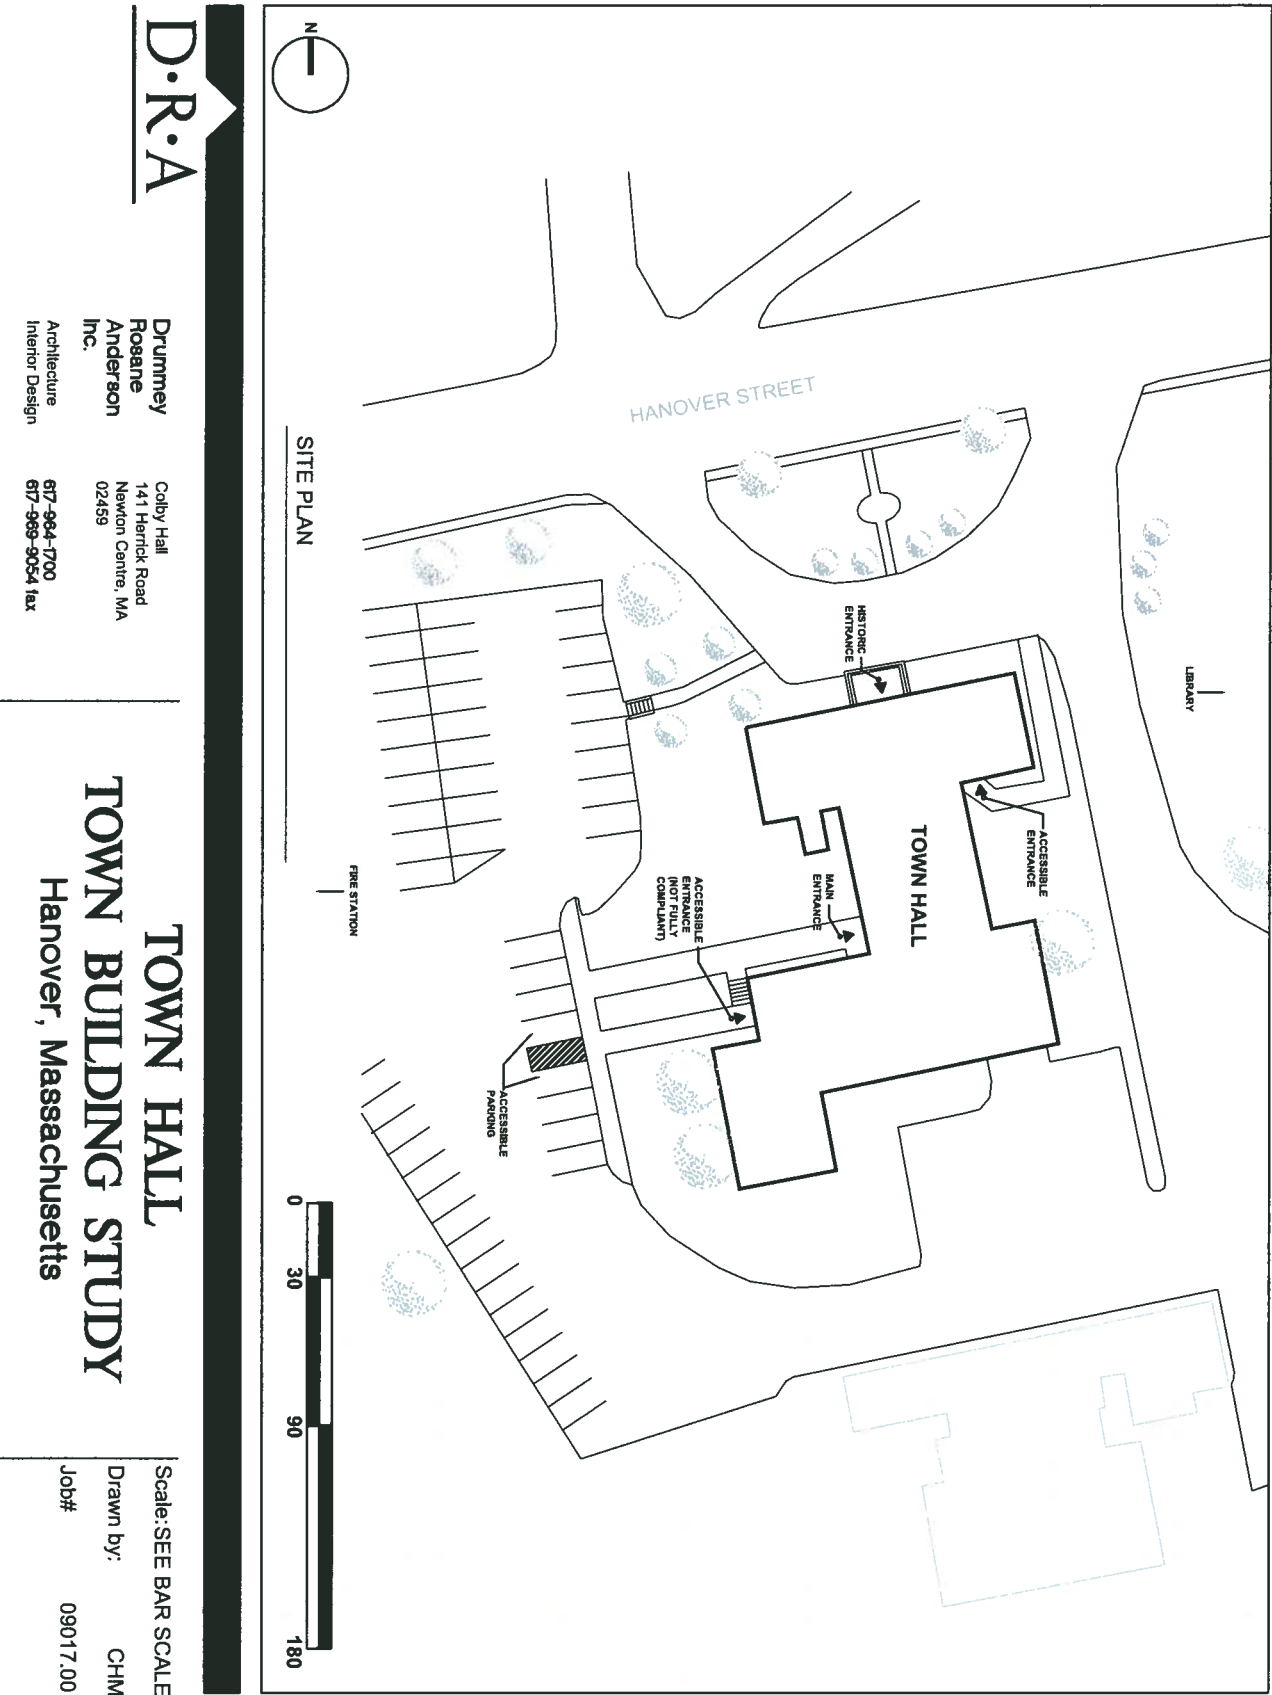 N
HANOVER STREET
LIBRARY
HISTORIC
ENTRANCE
ACCESSIBLE
ENTRANCE
TOWN HALL
MAIN
ENTRANCE
ACCESSIBLE
ENTRANCE
(NOT FULLY
COMPLIANT)
ACCESSIBLE
PARKING
FIRE STATION
SITE PLAN
0 30 90 180
D·R·A
Drummey
Rosane
Anderson
Inc.
Architecture
Interior Design
Colby Hall
141 Herrick Road
Newton Centre, MA
02459
617-964-1700
617-969-9054 fax
TOWN HALL
TOWN BUILDING STUDY
Hanover, Massachusetts
Scale:SEE BAR SCALE
Drawn by: CHM
Job# 09017.00